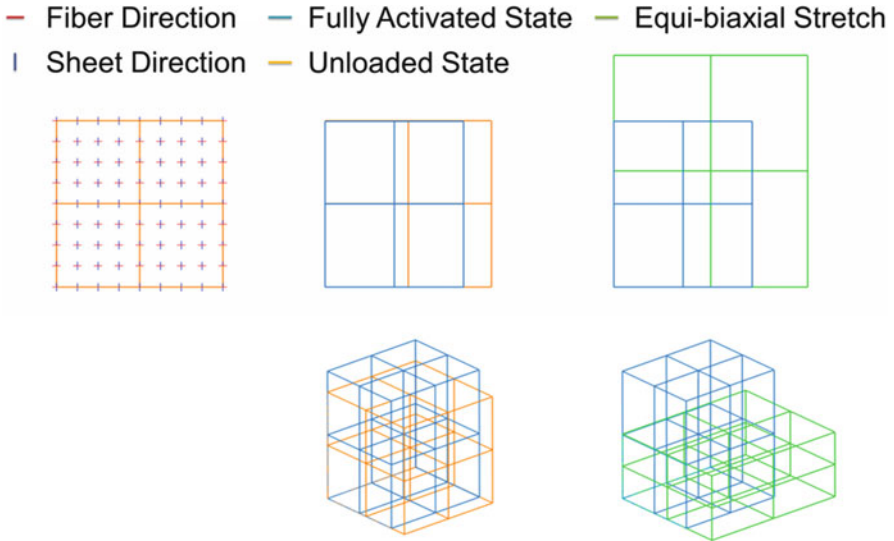 Fiber Direction Fully Activated State Equi-biaxial Stretch
Sheet Direction Unloaded State